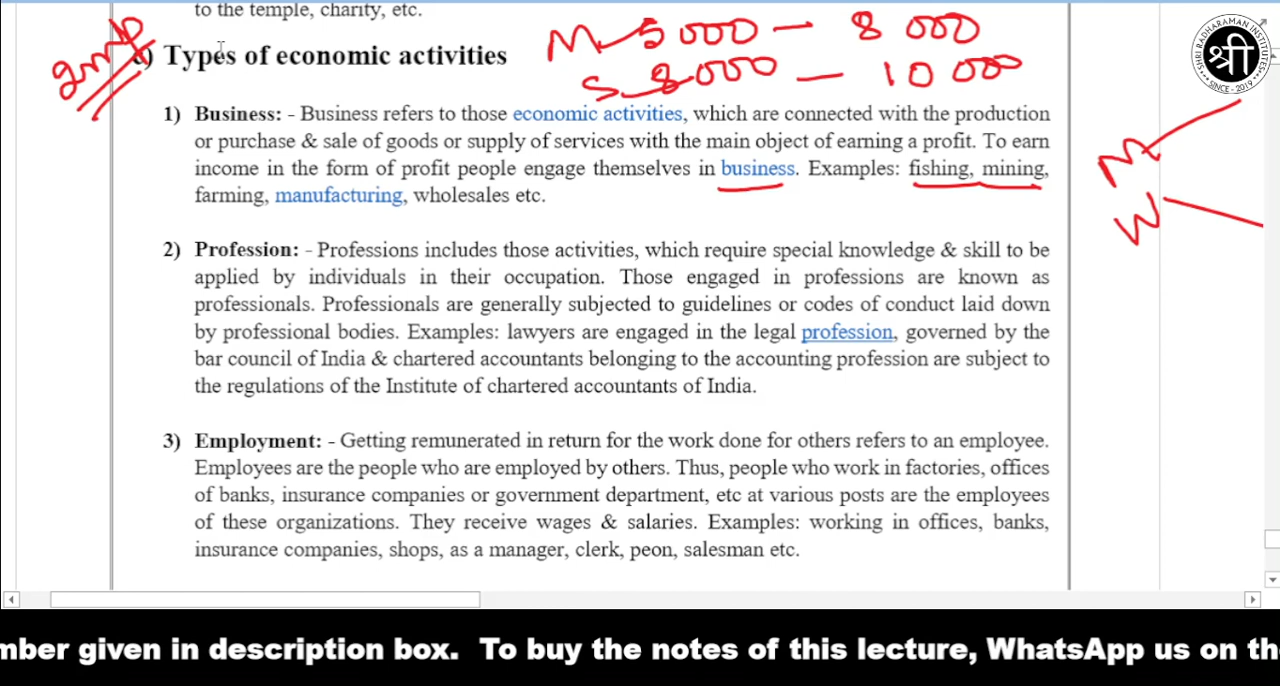 to the temple, charity, etc.
Imp
Types of economic activities
M 5000 - 8000
S 8000 - 10000
SHRI RADHARAMAN INSTITUTES
श्री
SINCE - 2019
1) Business: - Business refers to those economic activities, which are connected with the production
or purchase & sale of goods or supply of services with the main object of earning a profit. To earn
income in the form of profit people engage themselves in business. Examples: fishing, mining,
farming, manufacturing, wholesales etc.
M
W
2) Profession: - Professions includes those activities, which require special knowledge & skill to be
applied by individuals in their occupation. Those engaged in professions are known as
professionals. Professionals are generally subjected to guidelines or codes of conduct laid down
by professional bodies. Examples: lawyers are engaged in the legal profession, governed by the
bar council of India & chartered accountants belonging to the accounting profession are subject to
the regulations of the Institute of chartered accountants of India.
3) Employment: - Getting remunerated in return for the work done for others refers to an employee.
Employees are the people who are employed by others. Thus, people who work in factories, offices
of banks, insurance companies or government department, etc at various posts are the employees
of these organizations. They receive wages & salaries. Examples: working in offices, banks,
insurance companies, shops, as a manager, clerk, peon, salesman etc.
mber given in description box. To buy the notes of this lecture, WhatsApp us on th